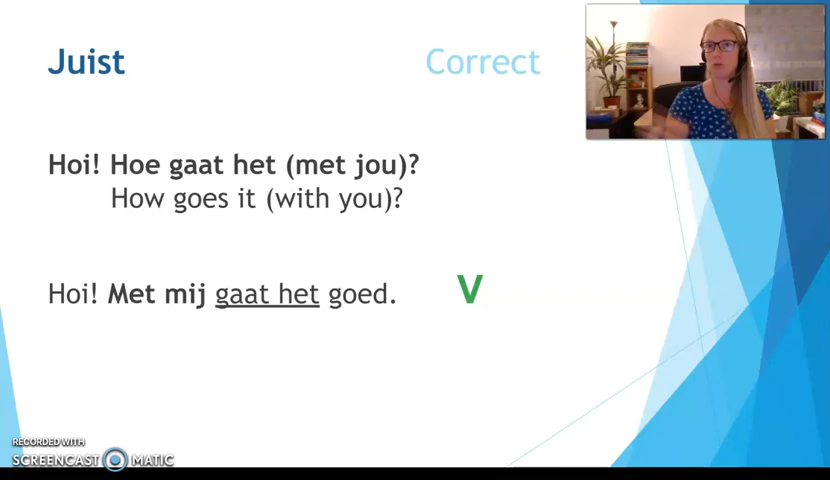 Juist Correct
Hoi! Hoe gaat het (met jou)?
How goes it (with you)?
Hoi! Met mij gaat het goed. V
RECORDED WITH
SCREENCAST MATIC